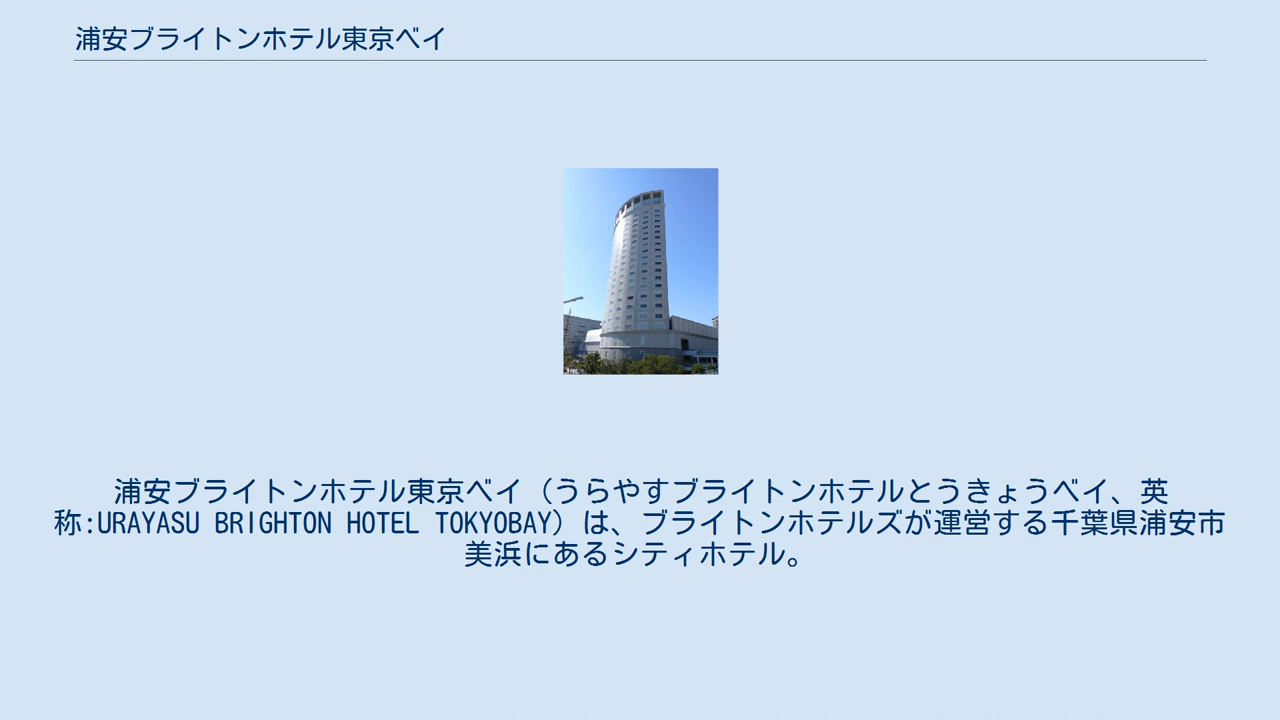 浦安ブライトンホテル東京ベイ
浦安ブライトンホテル東京ベイ（うらやすブライトンホテルとうきょうベイ、英
称:URAYASU BRIGHTON HOTEL TOKYOBAY）は、ブライトンホテルズが運営する千葉県浦安市
美浜にあるシティホテル。